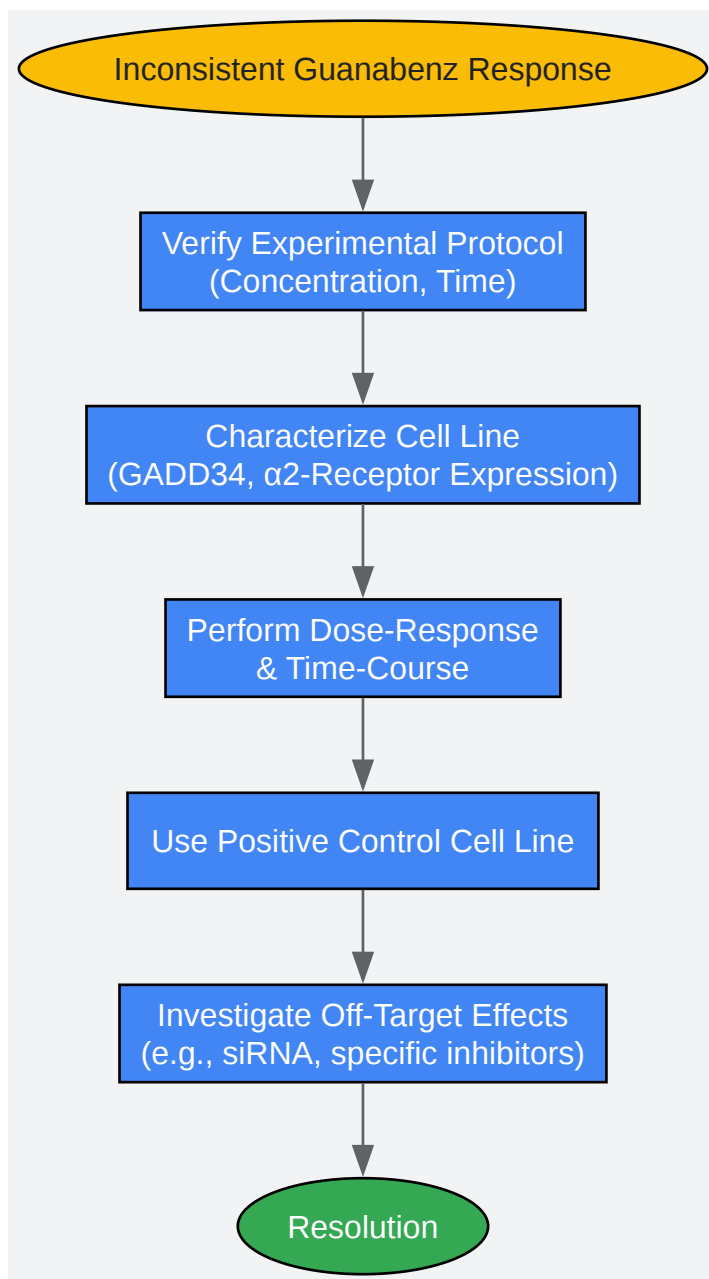 Inconsistent Guanabenz Response
Verify Experimental Protocol
(Concentration, Time)
Characterize Cell Line
(GADD34, α2-Receptor Expression)
Perform Dose-Response
& Time-Course
Use Positive Control Cell Line
Investigate Off-Target Effects
(e.g., siRNA, specific inhibitors)
Resolution